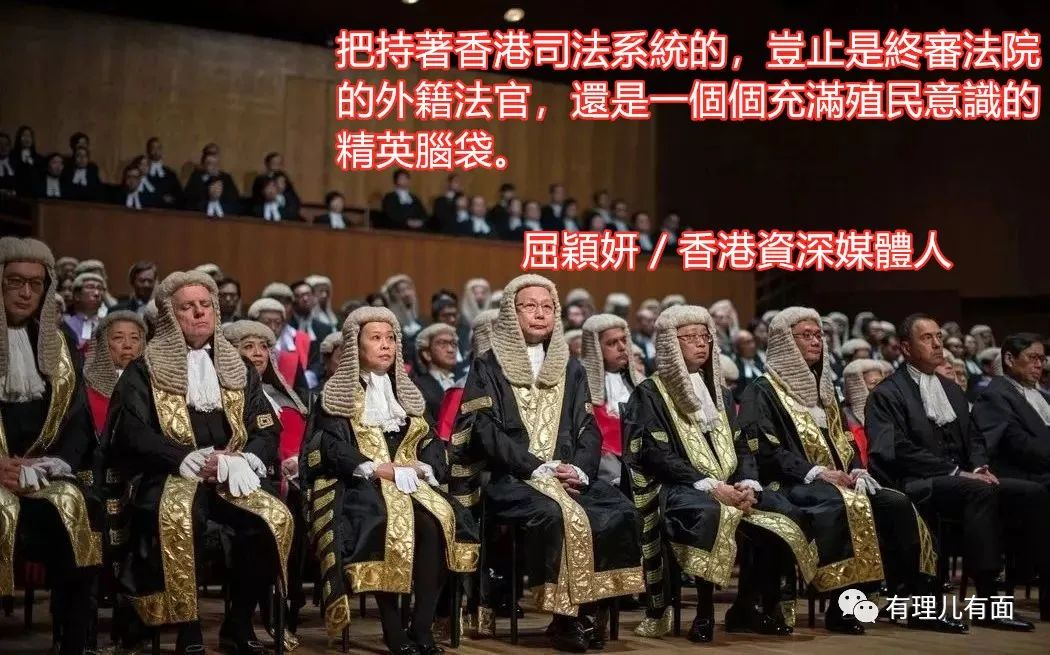 把持著香港司法系統的，豈止是終審法院
的外籍法官，還是一個個充滿殖民意識的
精英腦袋。
屈穎妍 / 香港資深媒體人
有理儿有面